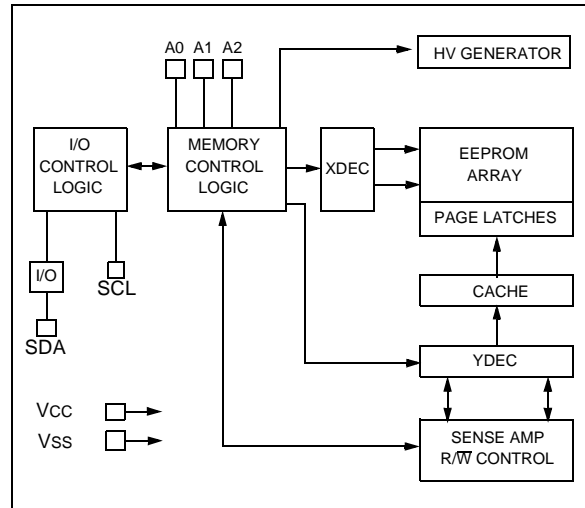 A0 A1 A2
HV GENERATOR
I/O
CONTROL
LOGIC
MEMORY
CONTROL
LOGIC
XDEC
EEPROM
ARRAY
PAGE LATCHES
I/O
SCL
SDA
CACHE
YDEC
VCC
VSS
SENSE AMP
R/W̅ CONTROL